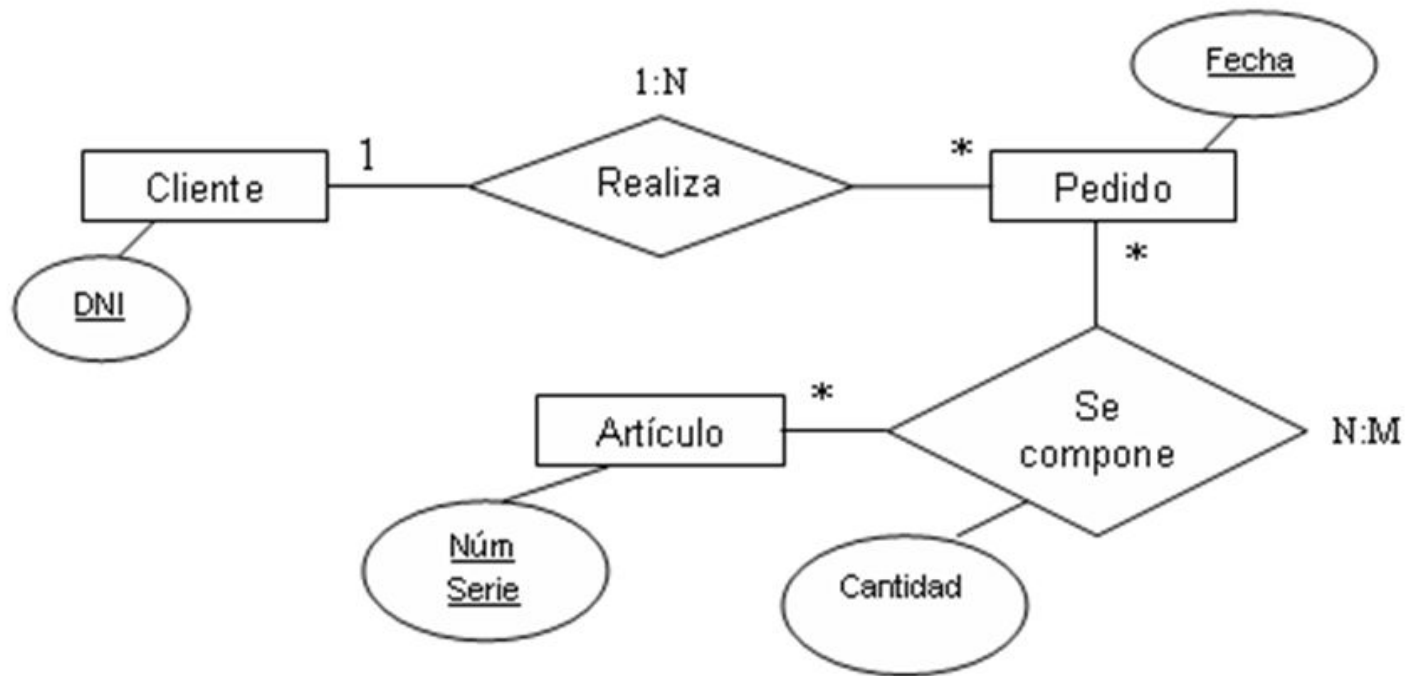 Fecha
1:N
Cliente
1
Realiza
*
Pedido
*
DNI
Artículo
*
Se
compone
N:M
Núm
Serie
Cantidad